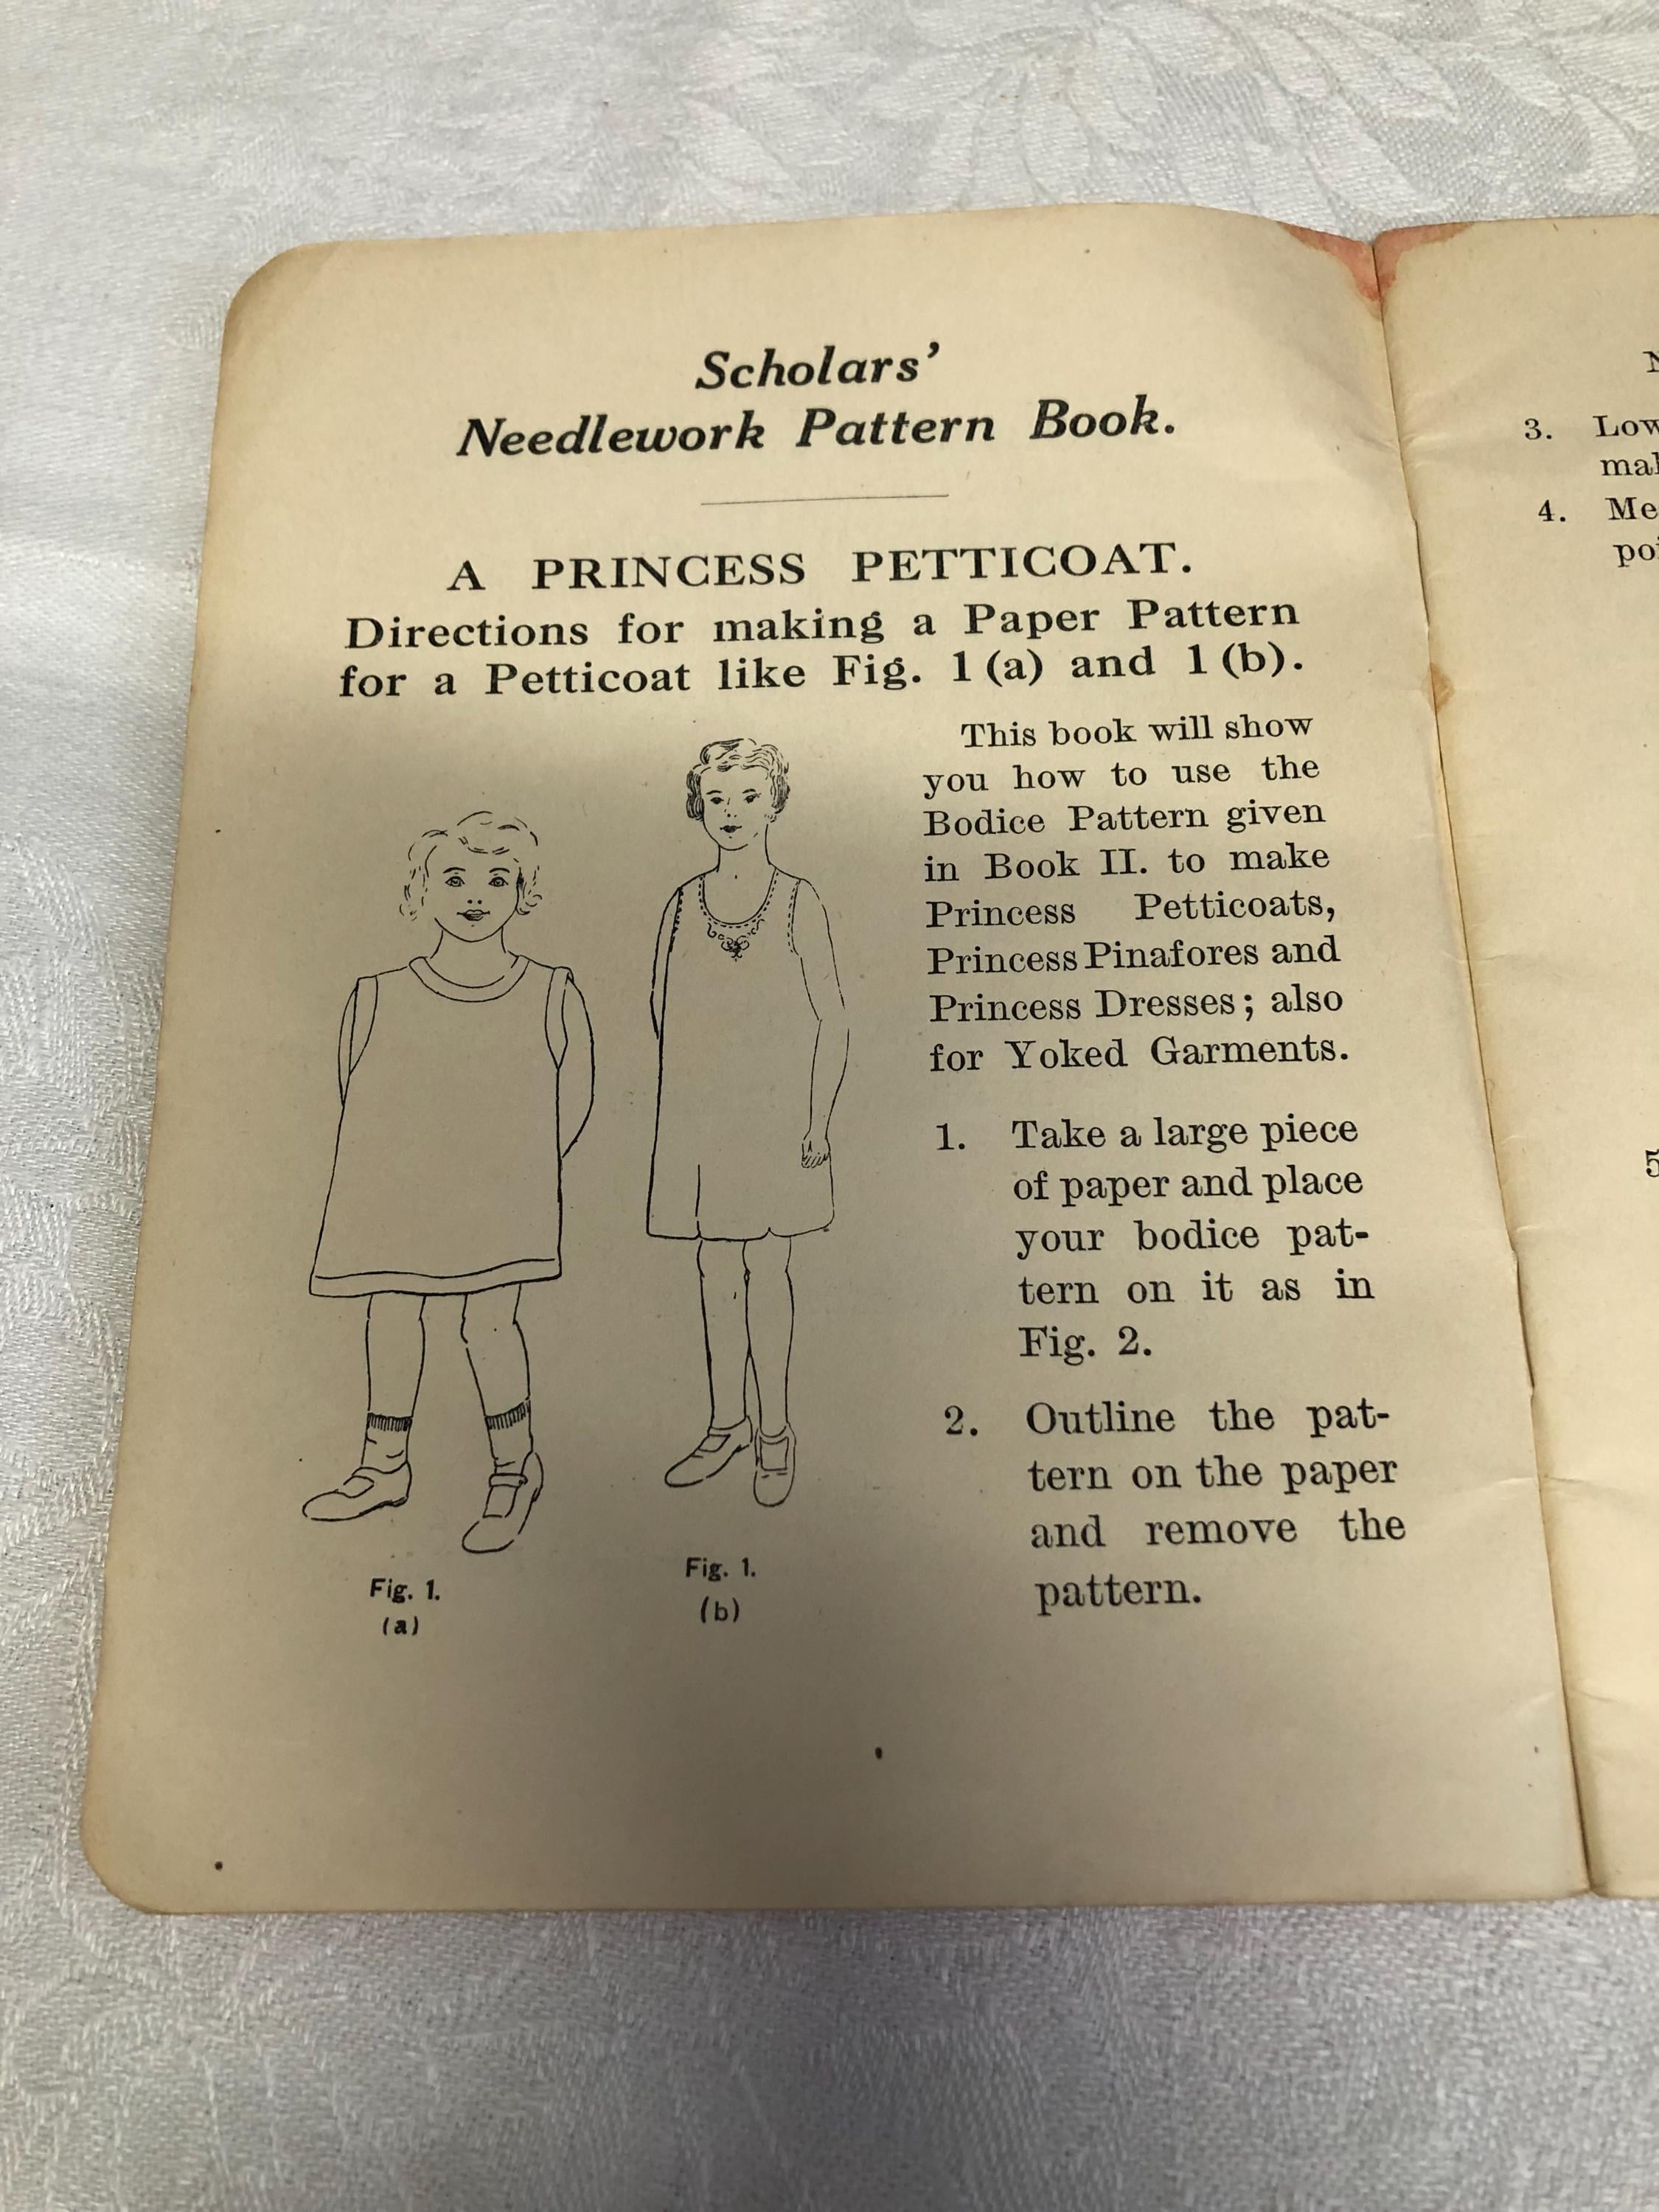 Scholars'
Needlework Pattern Book.
A PRINCESS PETTICOAT.
Directions for making a Paper Pattern
for a Petticoat like Fig. 1 (a) and 1 (b).
This book will show
you how to use the
Bodice Pattern given
in Book II. to make
Princess Petticoats,
Princess Pinafores and
Princess Dresses; also
for Yoked Garments.
1. Take a large piece
of paper and place
your bodice pat-
tern on it as in
Fig. 2.
2. Outline the pat-
tern on the paper
and remove the
pattern.
Fig. 1.
(a)
Fig. 1.
(b)
3.
4.